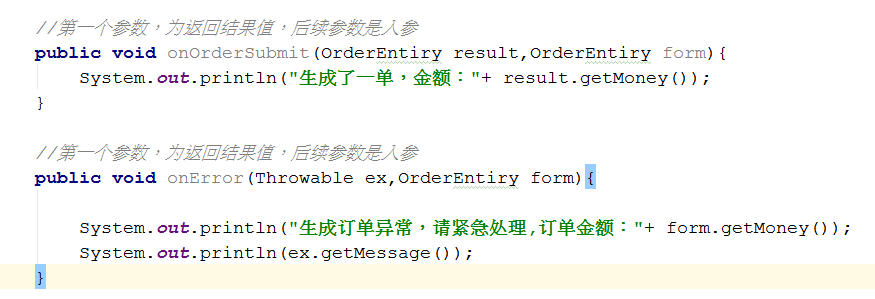 //第一个参数，为返回结果值，后续参数是入参
public void onOrderSubmit(OrderEntiry result,OrderEntiry form){
System.out.println("生成了一单，金额："+ result.getMoney());
}
//第一个参数，为返回结果值，后续参数是入参
public void onError(Throwable ex,OrderEntiry form){
System.out.println("生成订单异常，请紧急处理,订单金额："+ form.getMoney());
System.out.println(ex.getMessage());
}